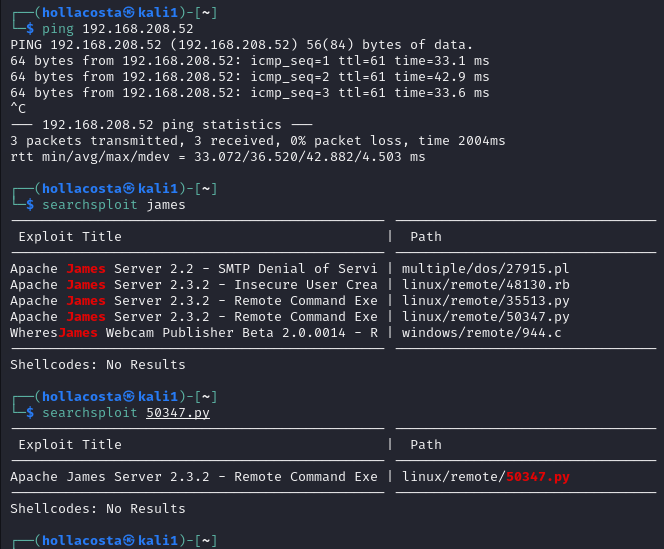 ┌──(hollacosta㉿kali1)-[~]
└─$ ping 192.168.208.52
PING 192.168.208.52 (192.168.208.52) 56(84) bytes of data.
64 bytes from 192.168.208.52: icmp_seq=1 ttl=61 time=33.1 ms
64 bytes from 192.168.208.52: icmp_seq=2 ttl=61 time=42.9 ms
64 bytes from 192.168.208.52: icmp_seq=3 ttl=61 time=33.6 ms
^C
--- 192.168.208.52 ping statistics ---
3 packets transmitted, 3 received, 0% packet loss, time 2004ms
rtt min/avg/max/mdev = 33.072/36.520/42.882/4.503 ms
┌──(hollacosta㉿kali1)-[~]
└─$ searchsploit james
Exploit Title | Path
Apache James Server 2.2 - SMTP Denial of Servi | multiple/dos/27915.pl
Apache James Server 2.3.2 - Insecure User Crea | linux/remote/48130.rb
Apache James Server 2.3.2 - Remote Command Exe | linux/remote/35513.py
Apache James Server 2.3.2 - Remote Command Exe | linux/remote/50347.py
WheresJames Webcam Publisher Beta 2.0.0014 - R | windows/remote/944.c
Shellcodes: No Results
┌──(hollacosta㉿kali1)-[~]
└─$ searchsploit 50347.py
Exploit Title | Path
Apache James Server 2.3.2 - Remote Command Exe | linux/remote/50347.py
Shellcodes: No Results
┌──(hollacosta㉿kali1)-[~]